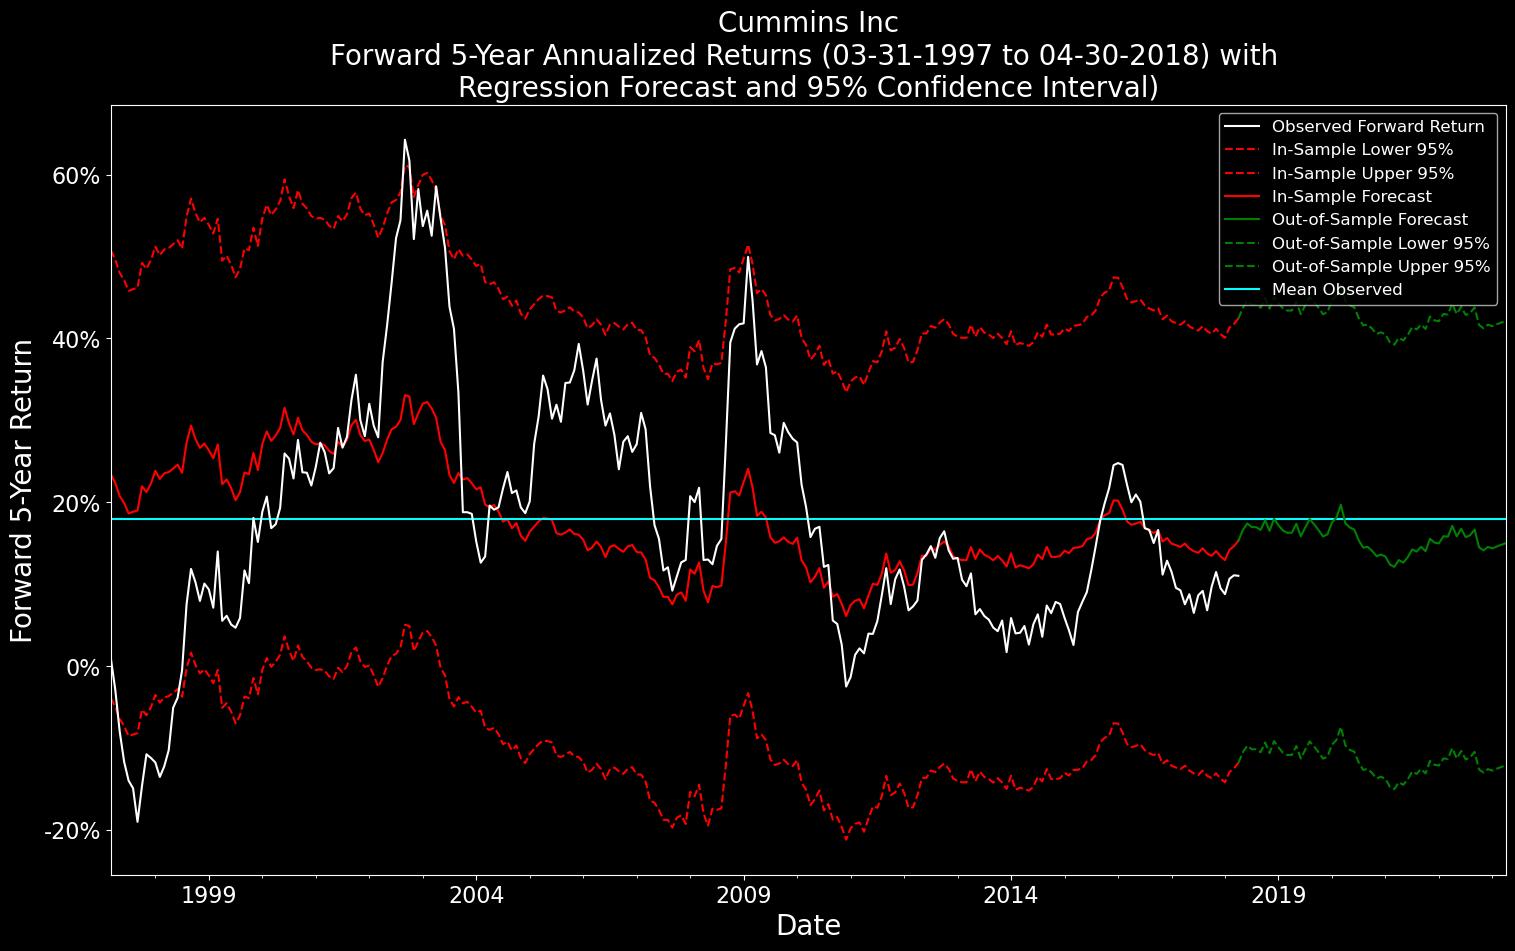 Cummins Inc
Forward 5-Year Annualized Returns (03-31-1997 to 04-30-2018) with
Regression Forecast and 95% Confidence Interval)
Observed Forward Return
In-Sample Lower 95%
In-Sample Upper 95%
In-Sample Forecast
Out-of-Sample Forecast
Out-of-Sample Lower 95%
Out-of-Sample Upper 95%
Mean Observed
Forward 5-Year Return
60%
40%
20%
0%
-20%
1999
2004
2009
2014
2019
Date